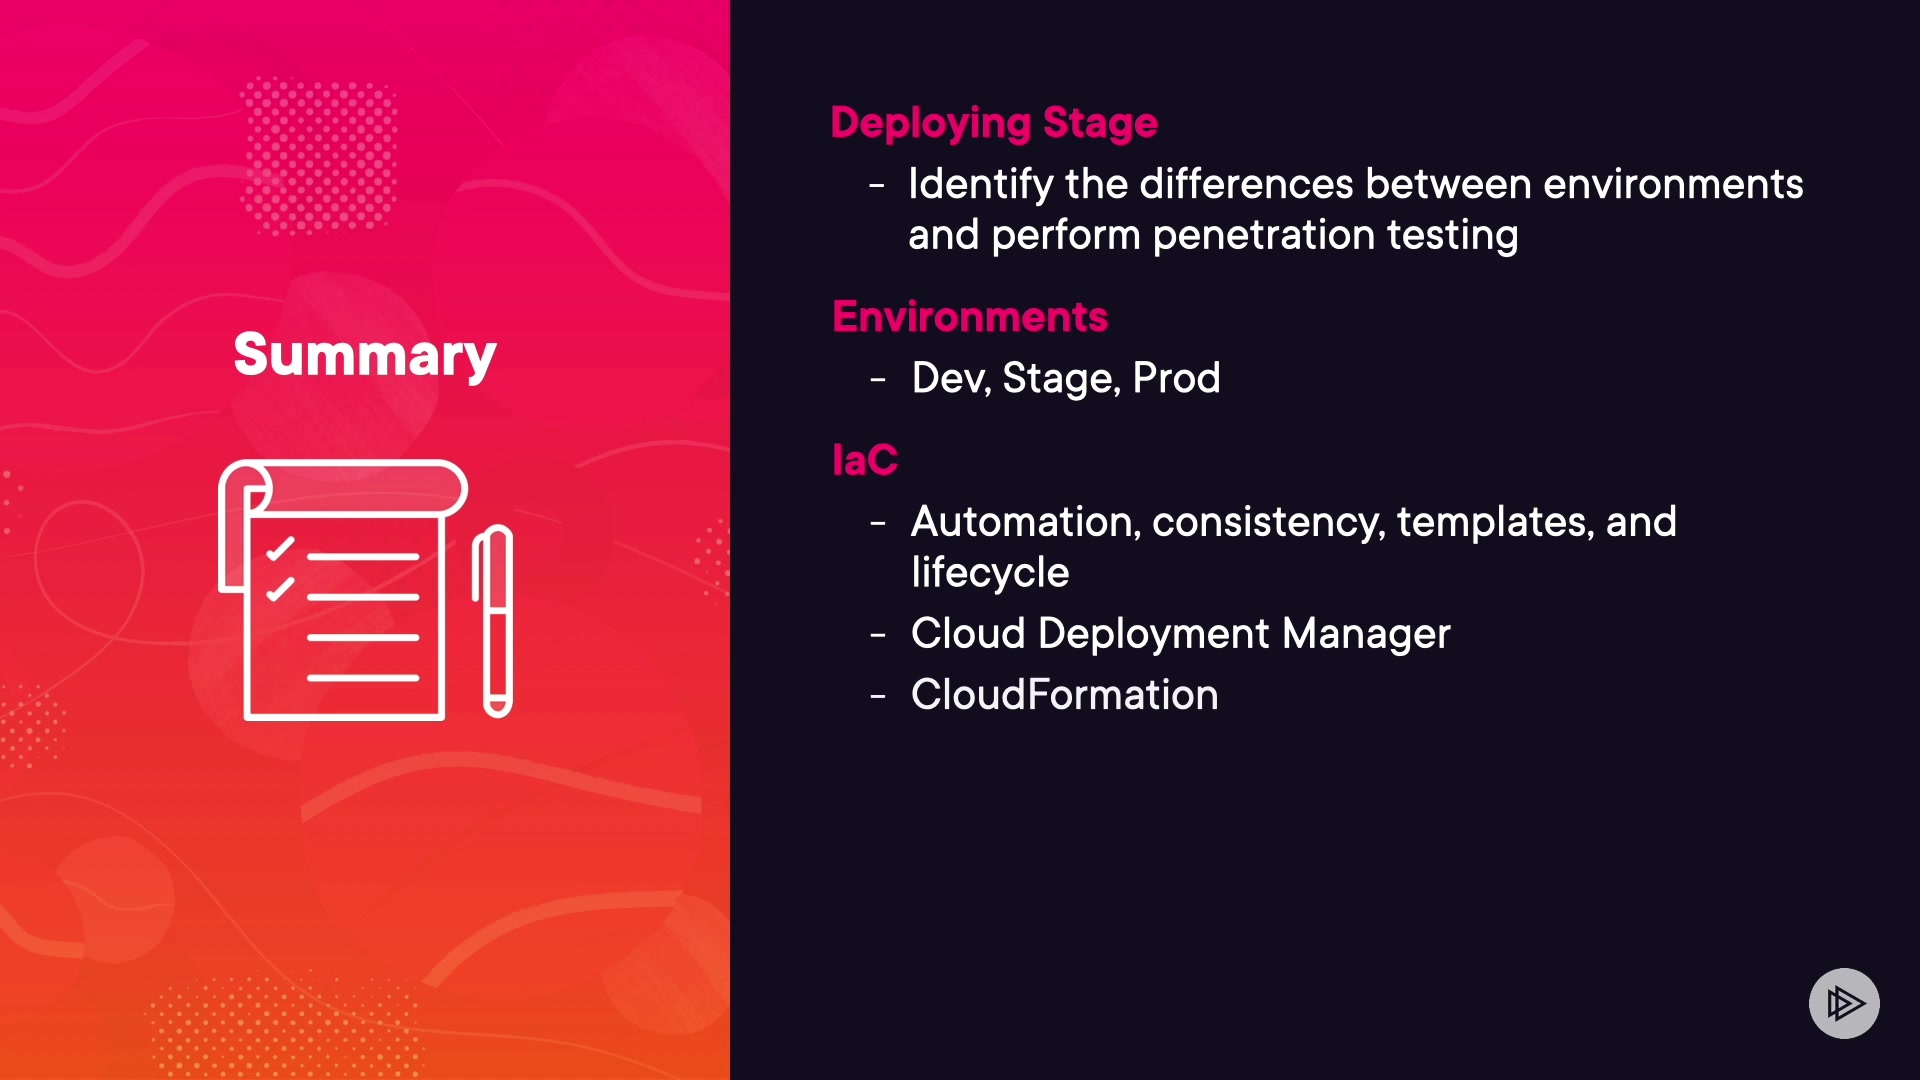 Summary
Deploying Stage
- Identify the differences between environments
and perform penetration testing
Environments
- Dev, Stage, Prod
IaC
- Automation, consistency, templates, and
lifecycle
- Cloud Deployment Manager
- CloudFormation